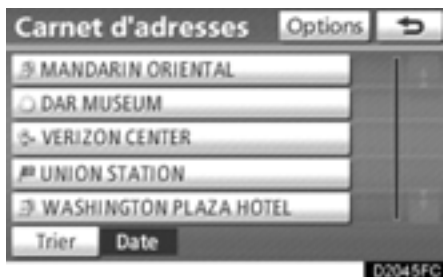 Carnet d'adresses Options
MANDARIN ORIENTAL
DAR MUSEUM
VERIZON CENTER
UNION STATION
WASHINGTON PLAZA HOTEL
Trier Date
D2045FC